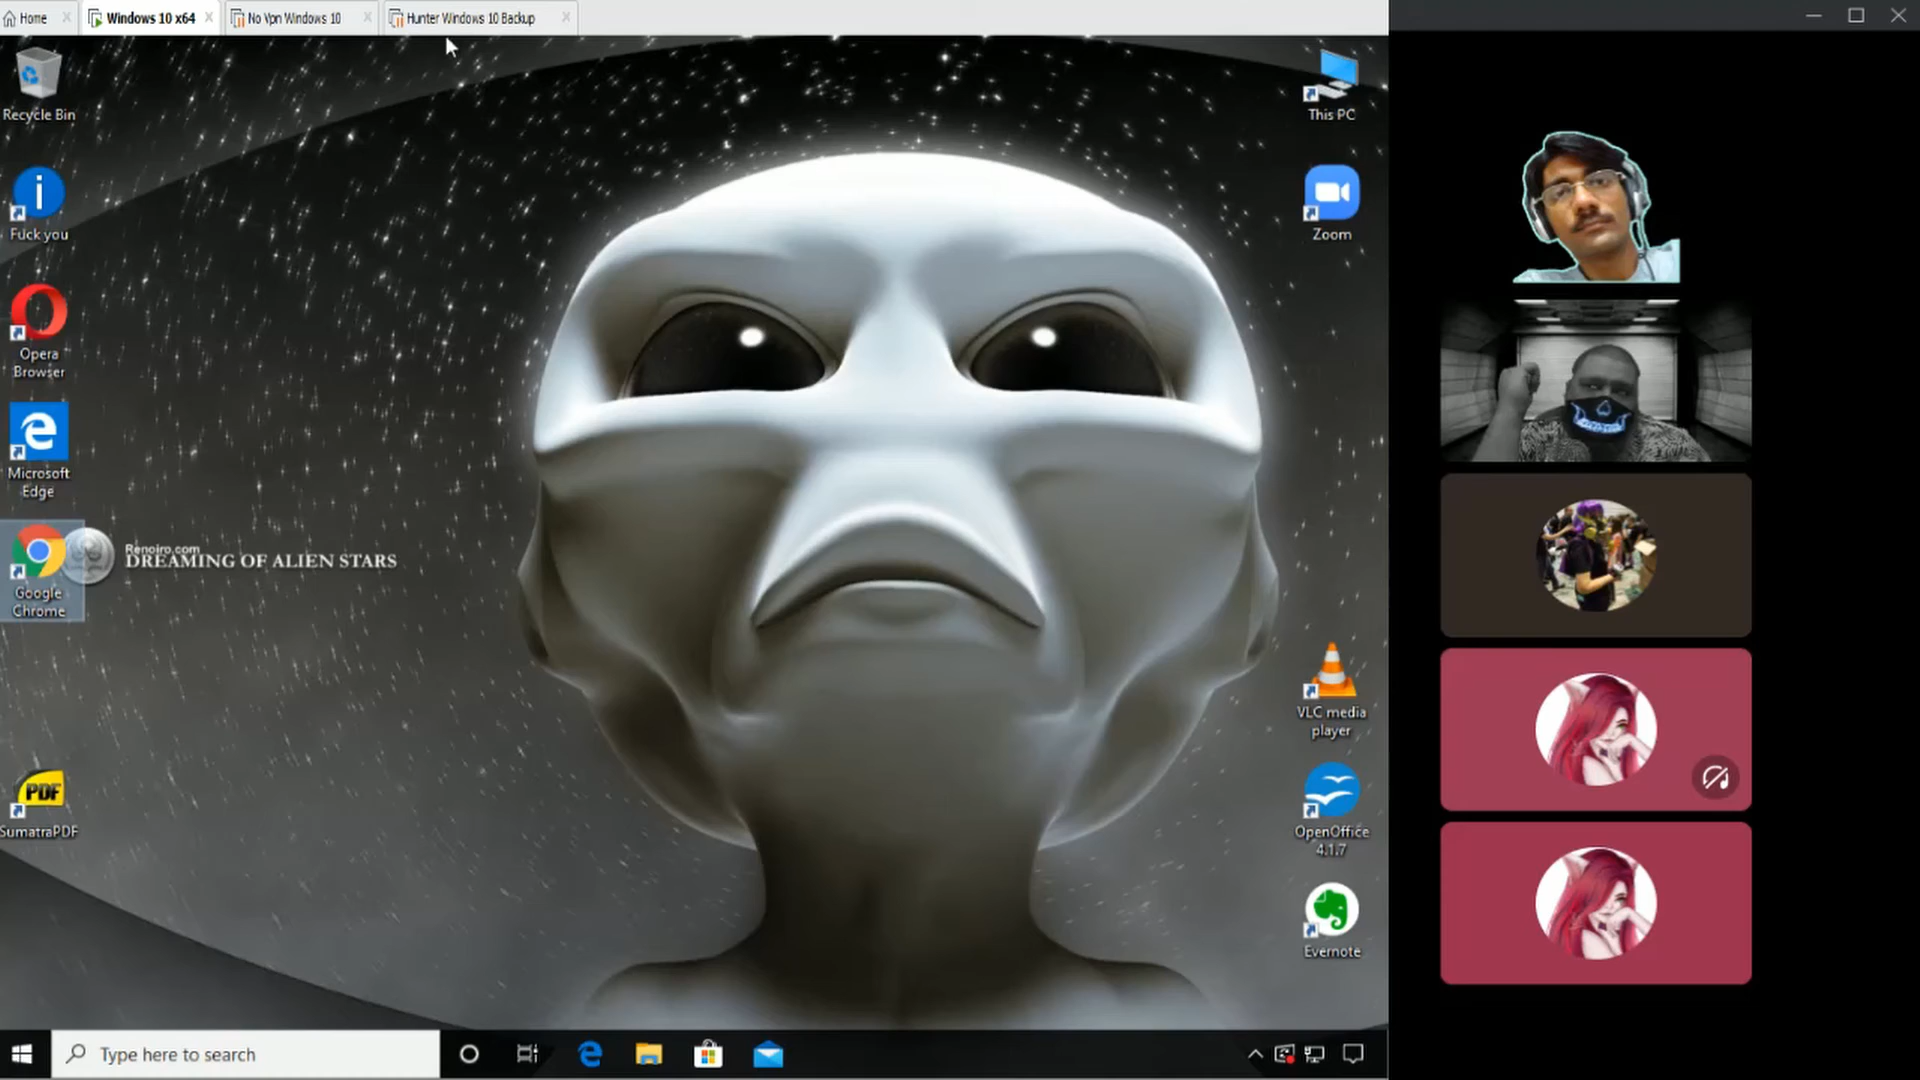 Home
Windows 10 x64
No Vpn Windows 10
Hunter Windows 10 Backup
Recycle Bin
Fuck you
Opera
Browser
Microsoft
Edge
Google
Chrome
Renoiro.com
DREAMING OF ALIEN STARS
PDF
SumatraPDF
This PC
Zoom
VLC media
player
OpenOffice
4.1.7
Evernote
Type here to search